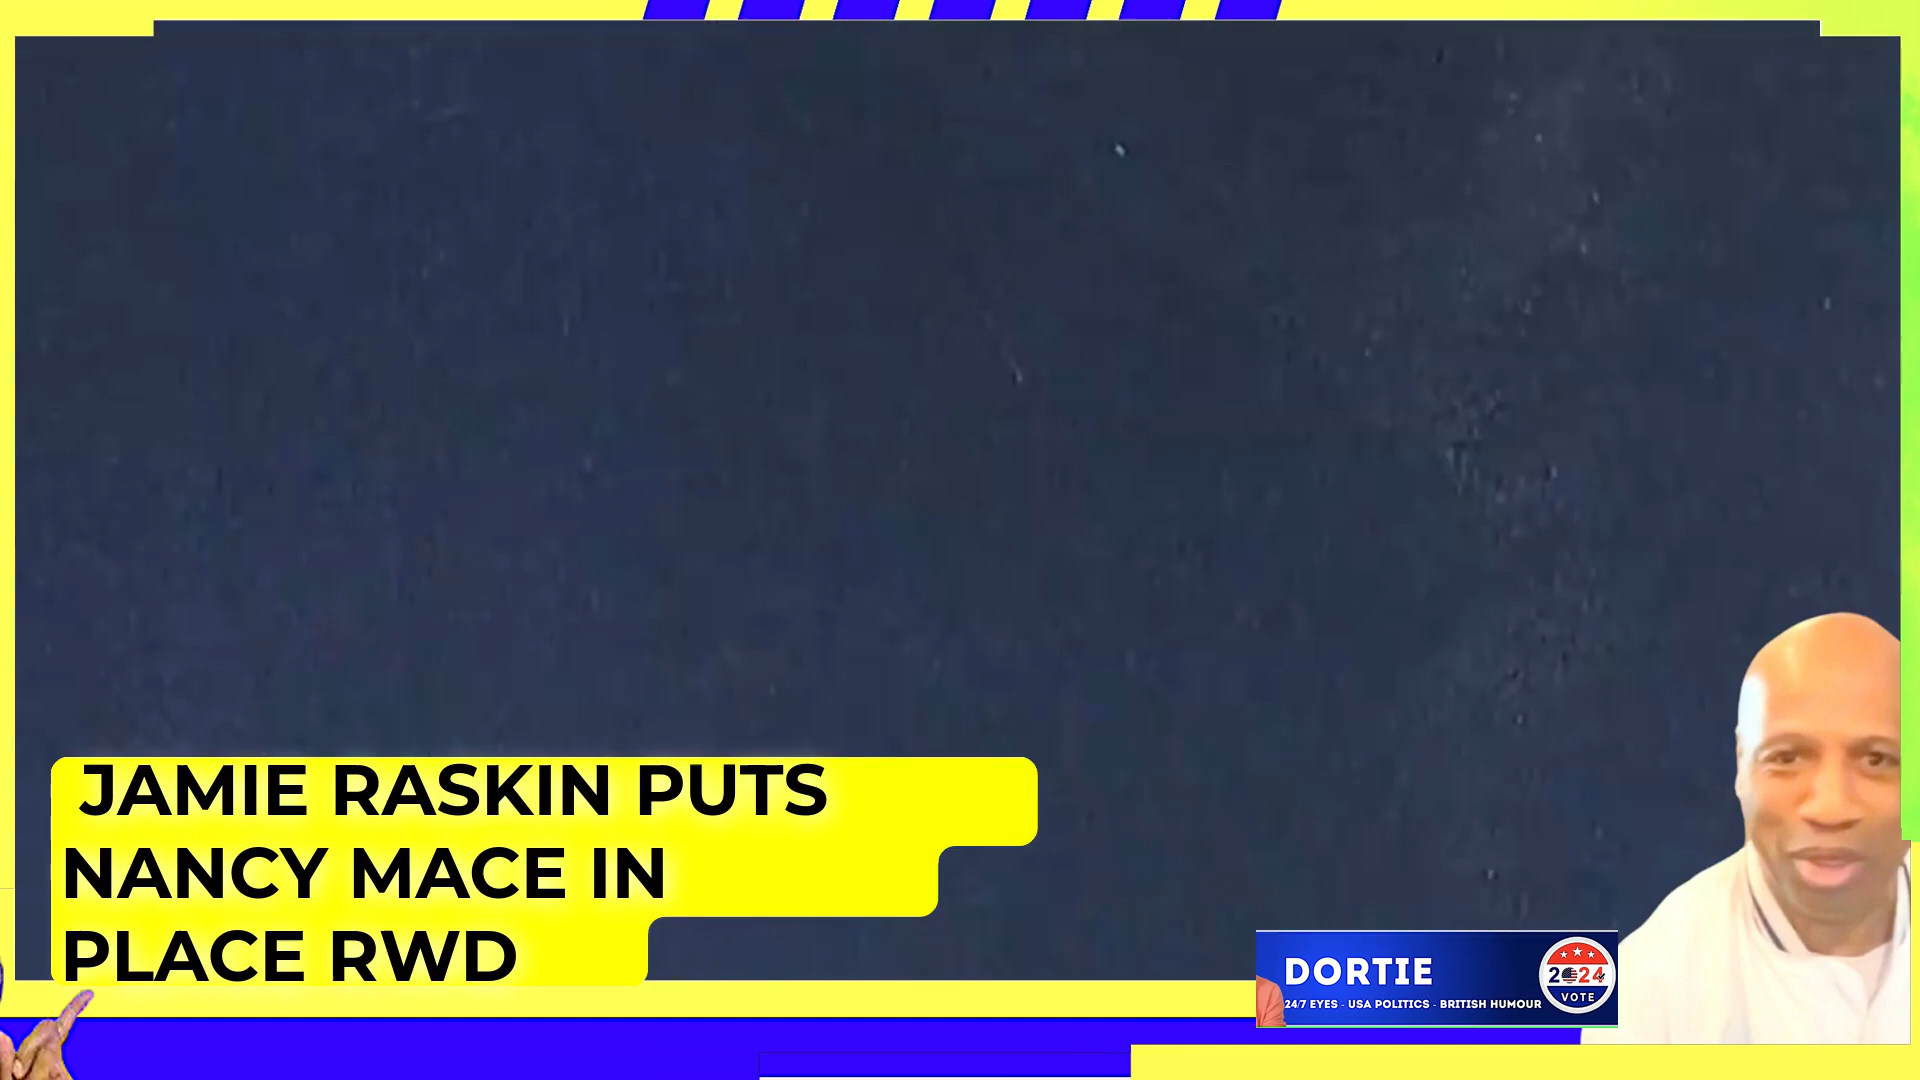 JAMIE RASKIN PUTS
NANCY MACE IN
PLACE RWD
DORTIE
24/7 EYES - USA POLITICS - BRITISH HUMOUR
2024
VOTE